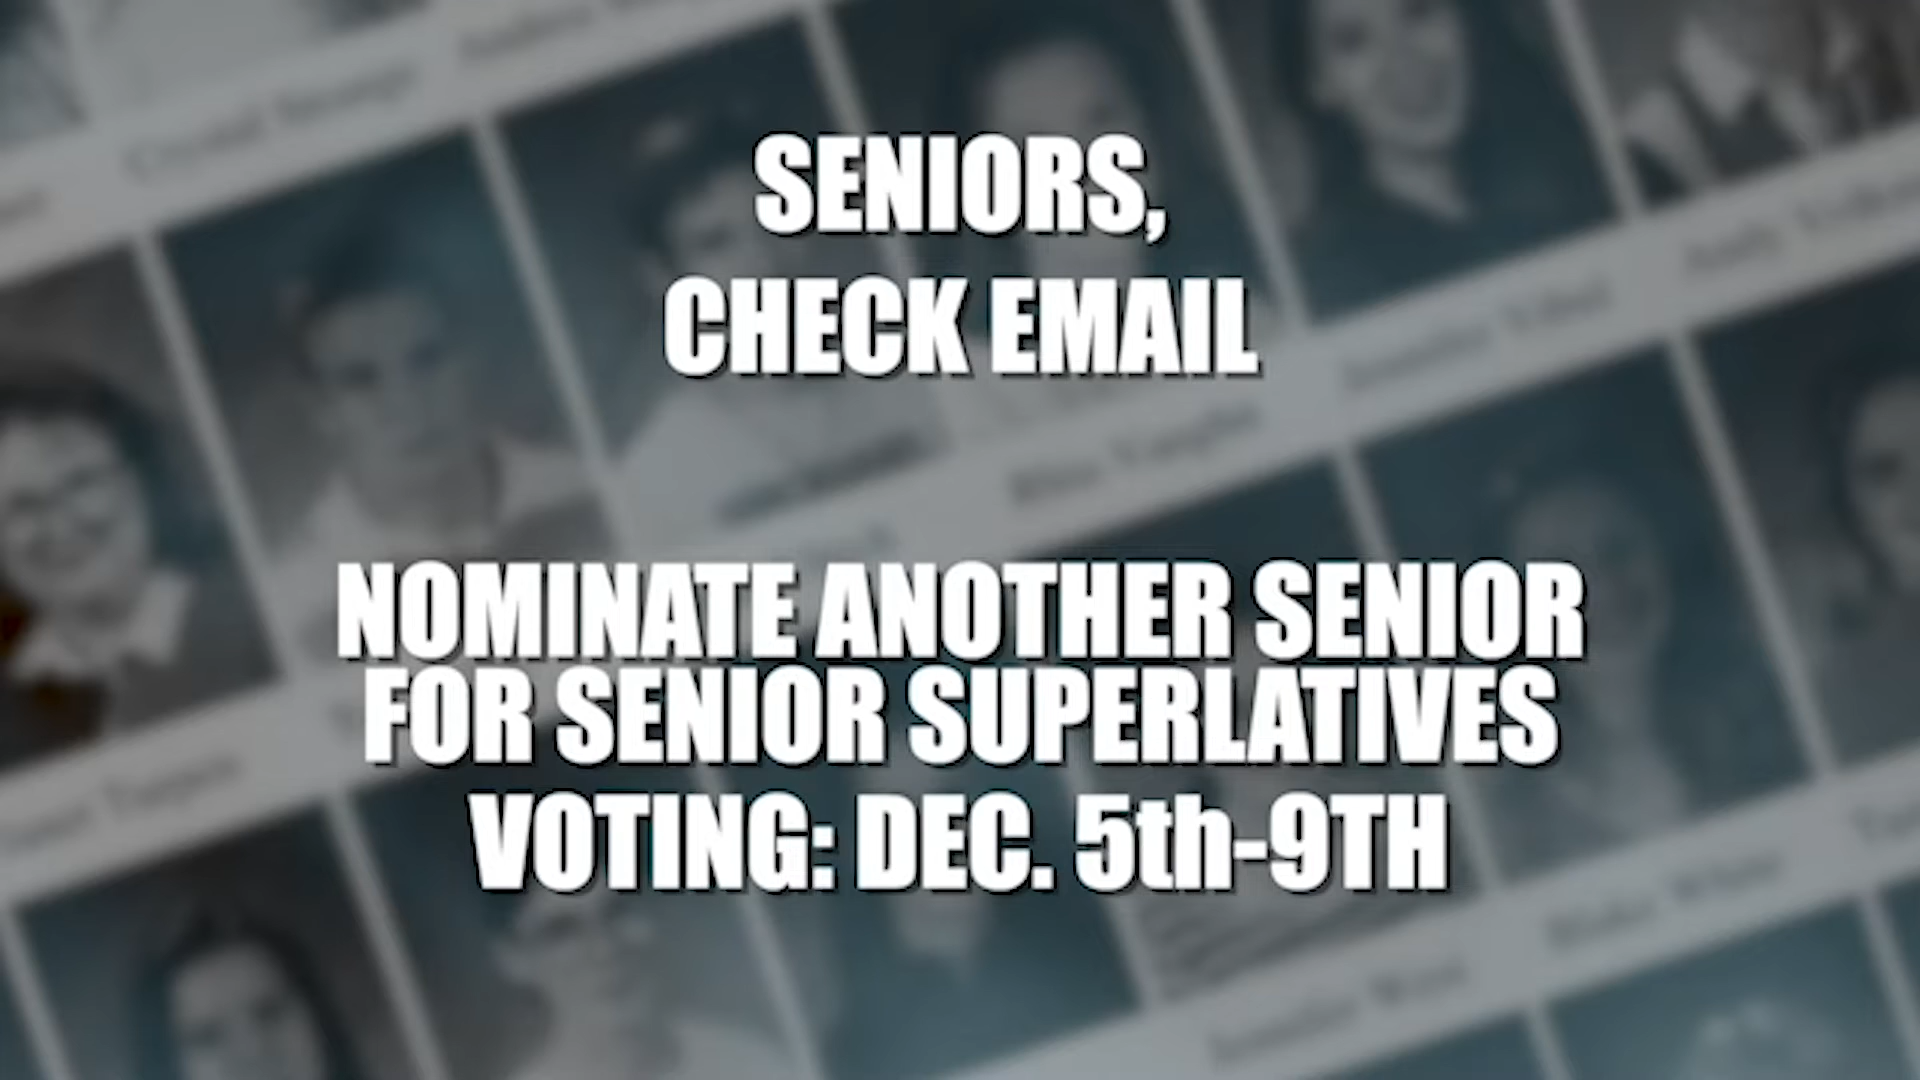 SENIORS,
CHECK EMAIL
NOMINATE ANOTHER SENIOR
FOR SENIOR SUPERLATIVES
VOTING: DEC. 5th-9TH